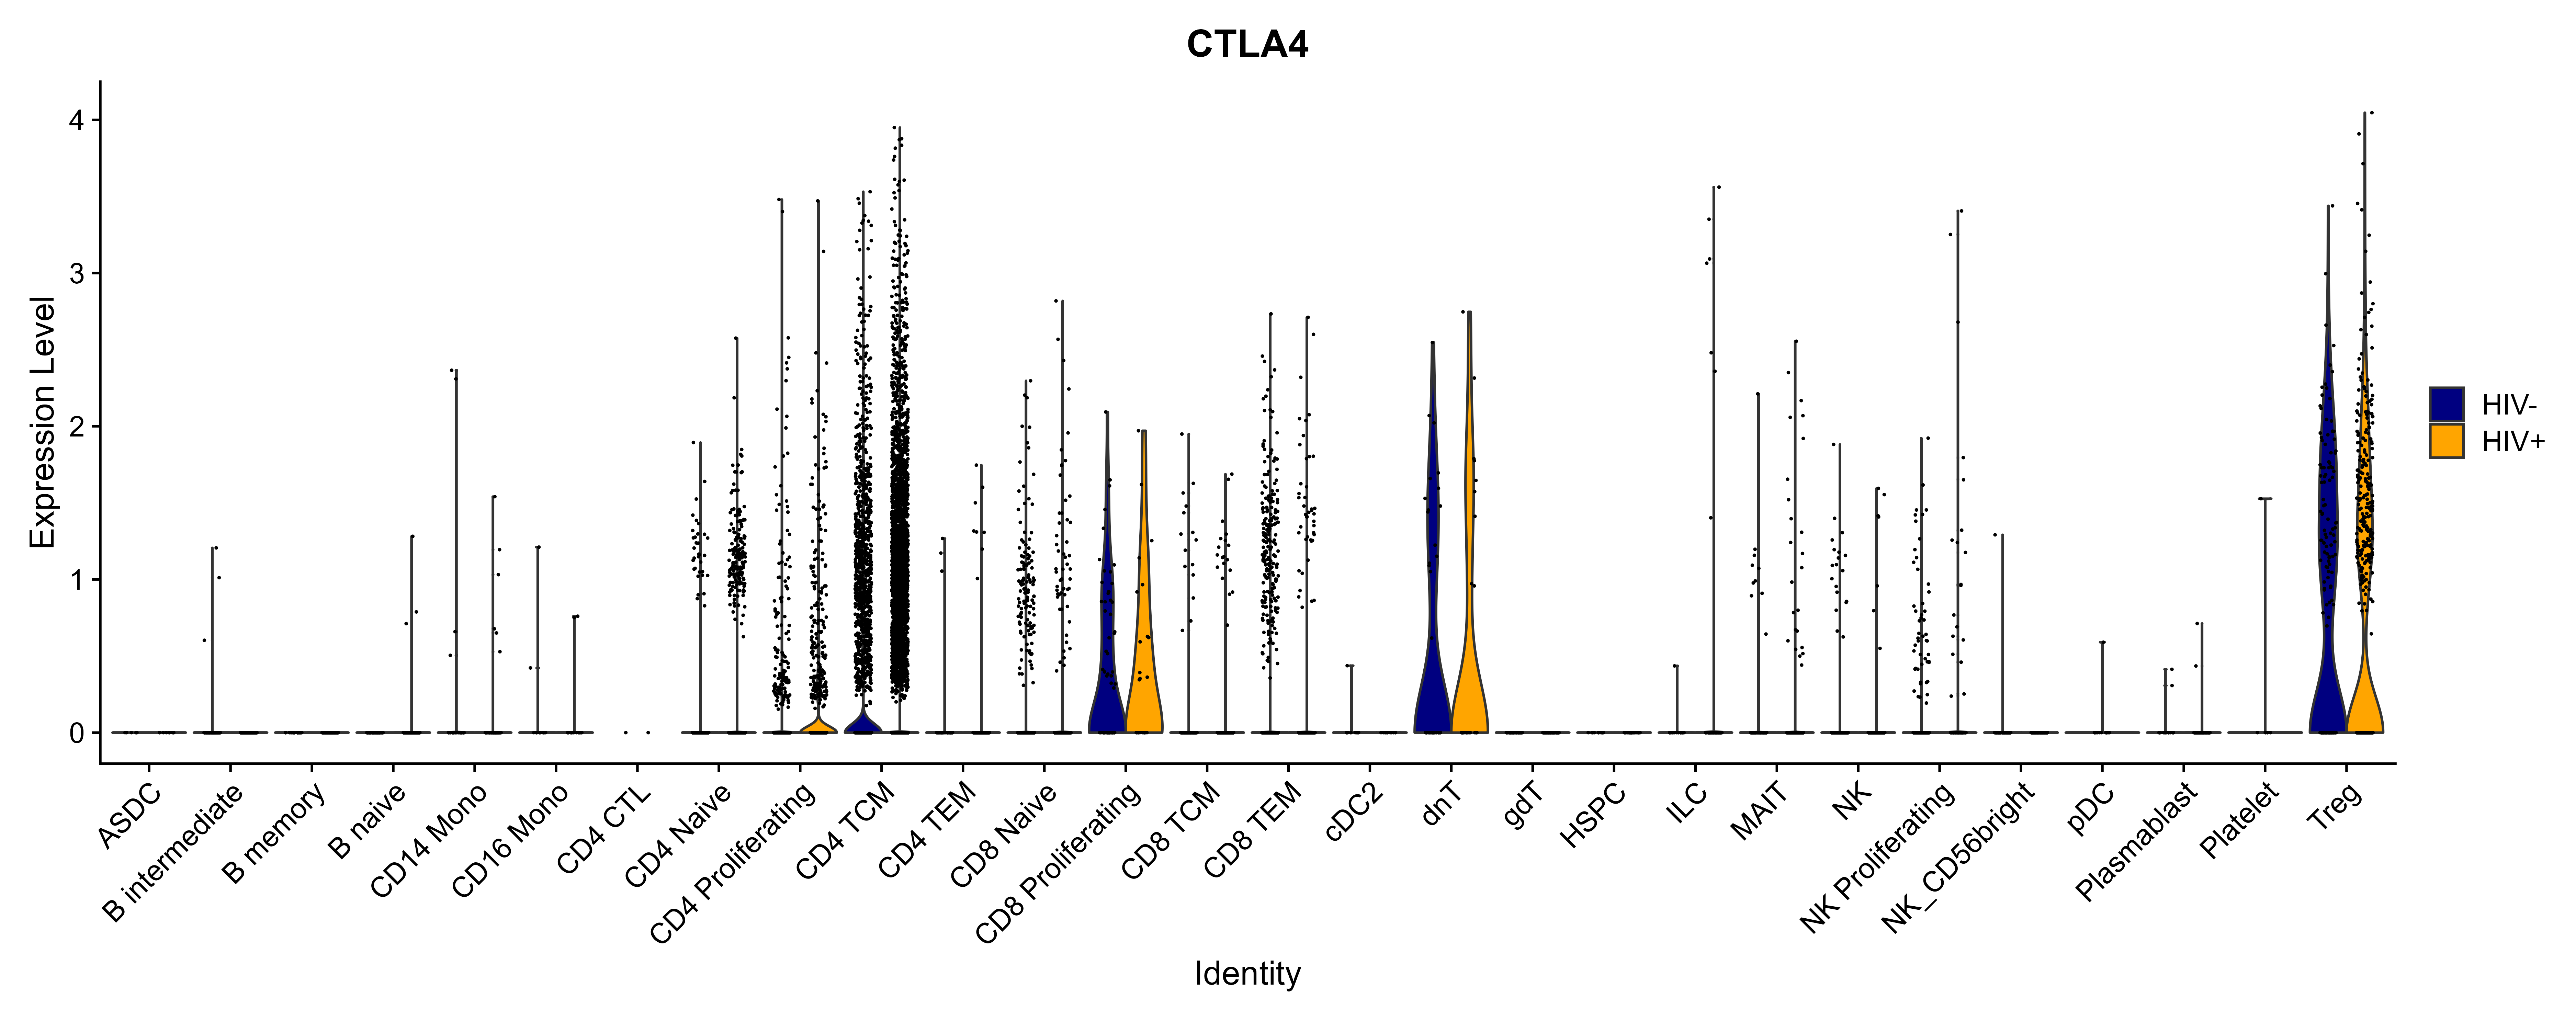 CTLA4
Expression Level
4
3
2
1
0
ASDC
B intermediate
B memory
B naive
CD14 Mono
CD16 Mono
CD4 CTL
CD4 Naive
CD4 Proliferating
CD4 TCM
CD4 TEM
CD8 Naive
CD8 Proliferating
CD8 TCM
CD8 TEM
cDC2
dnT
gdT
HSPC
ILC
MAIT
NK
NK Proliferating
NK_CD56bright
pDC
Plasmablast
Platelet
Treg
Identity
HIV-
HIV+